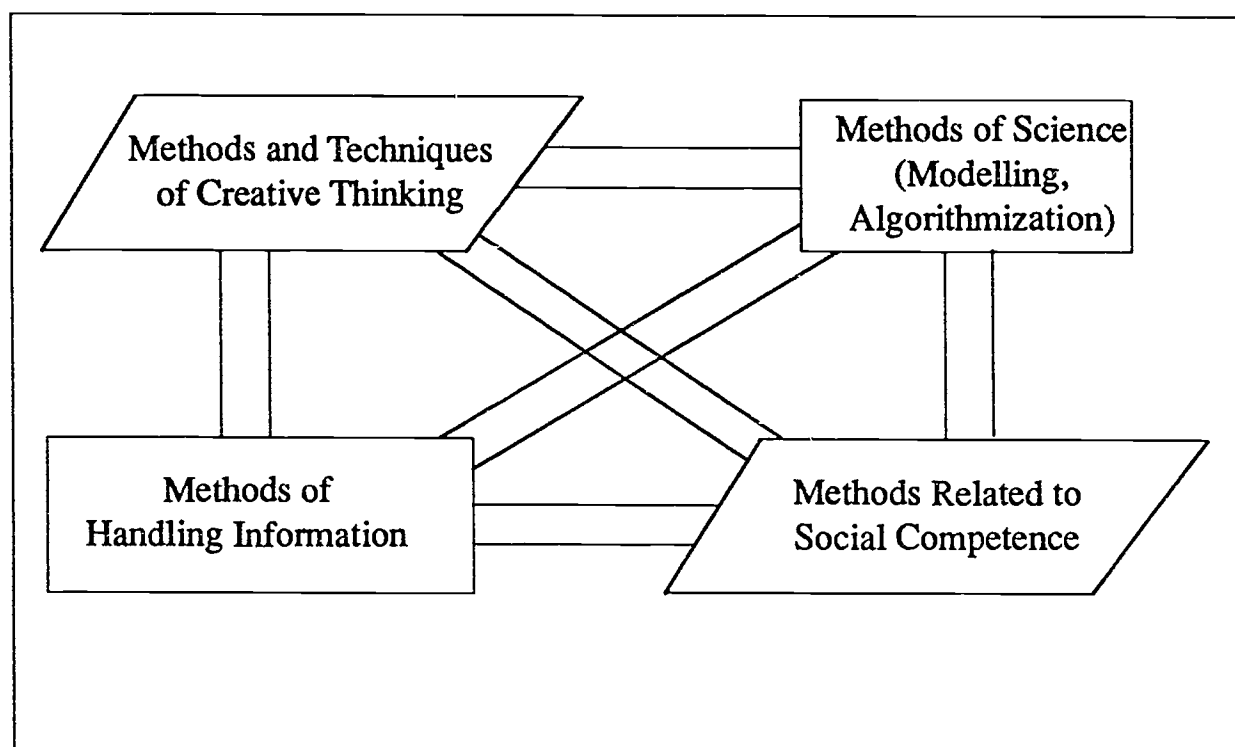 Methods and Techniques
of Creative Thinking
Methods of Science
(Modelling,
Algorithmization)
Methods of
Handling Information
Methods Related to
Social Competence